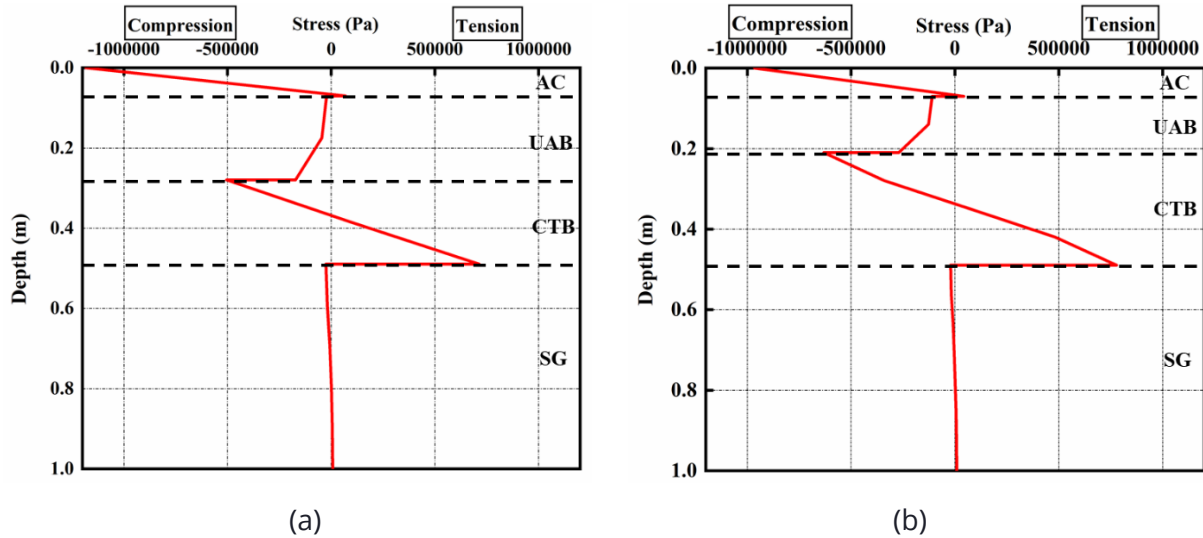 Compression Stress (Pa) Tension
-1000000 -500000 0 500000 1000000
0.0
AC
UAB
0.2
CTB
0.4
Depth (m)
0.6
SG
0.8
1.0
(a)
Compression Stress (Pa) Tension
-1000000 -500000 0 500000 1000000
0.0
AC
UAB
0.2
CTB
0.4
Depth (m)
0.6
SG
0.8
1.0
(b)